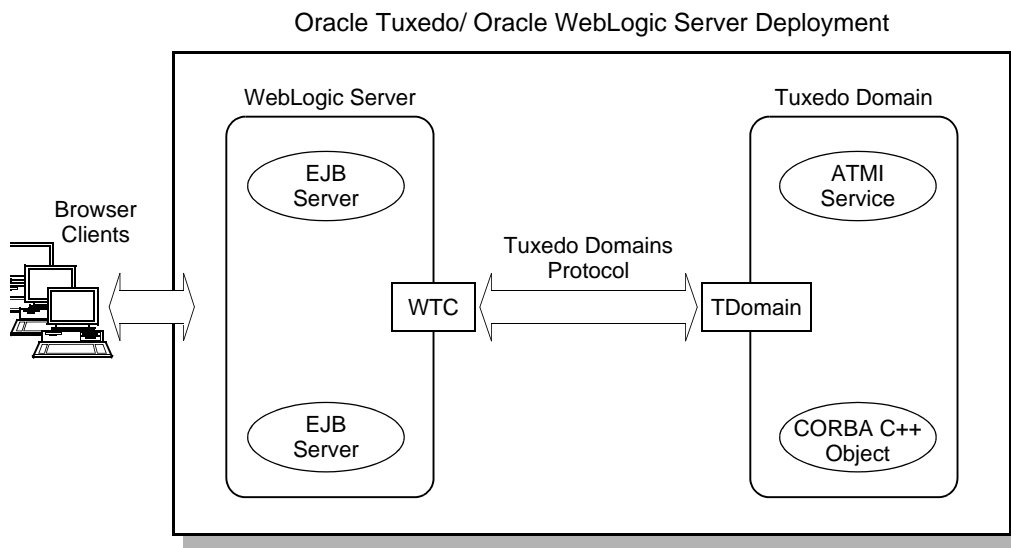 Oracle Tuxedo/ Oracle WebLogic Server Deployment
WebLogic Server
Tuxedo Domain
EJB
Server
ATMI
Service
Browser
Clients
Tuxedo Domains
Protocol
WTC
TDomain
EJB
Server
CORBA C++
Object